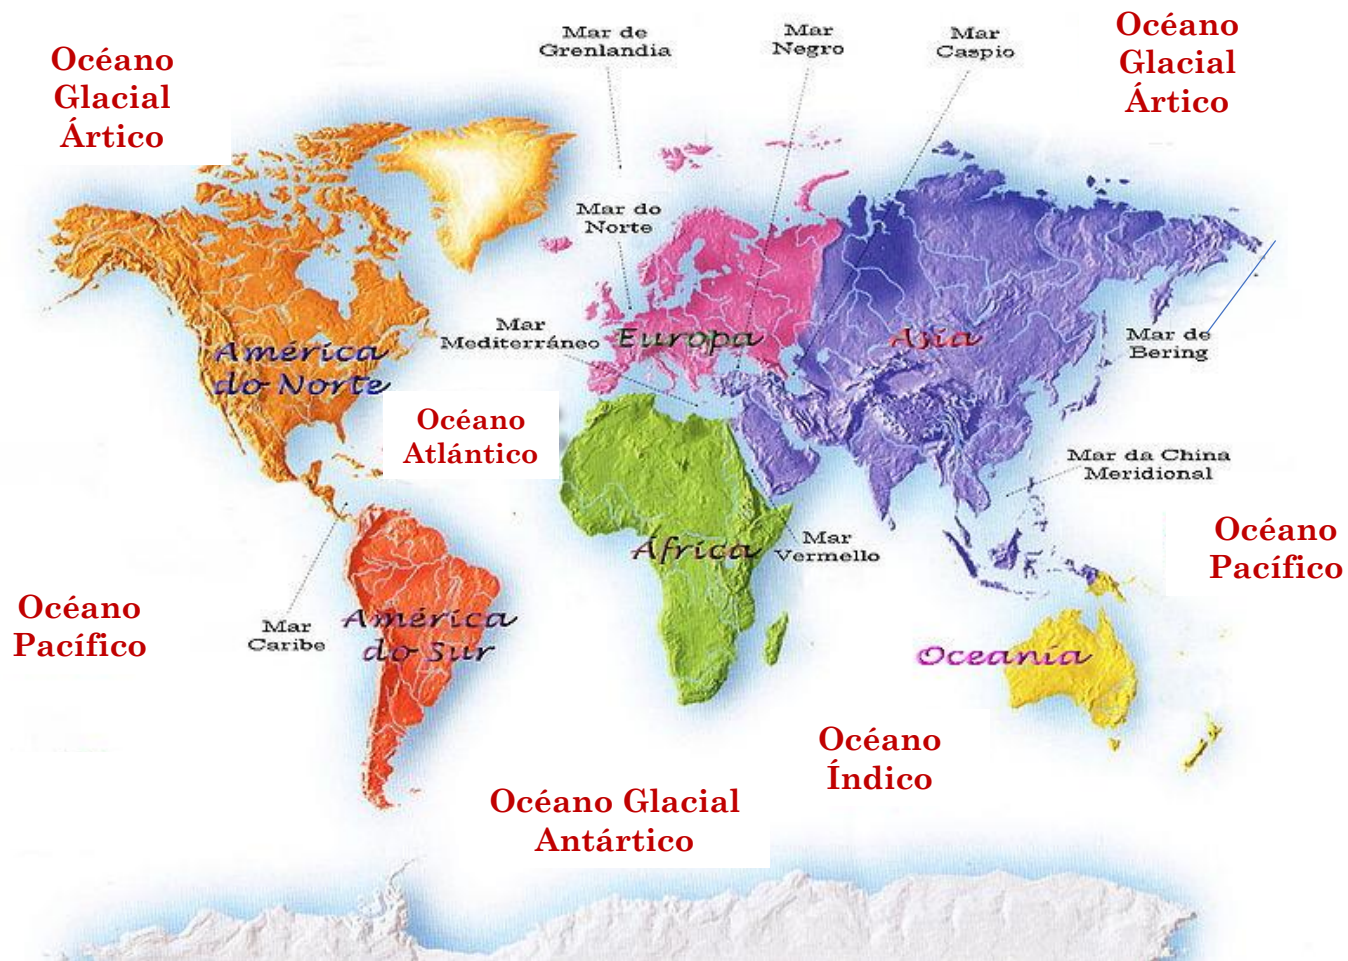 Océano
Glacial
Ártico
Mar de
Grenlandia
Mar
Negro
Mar
Caspio
Océano
Glacial
Ártico
Mar do
Norte
Mar
Mediterráneo
Europa
Asia
Mar de
Bering
América
do Norte
Océano
Atlántico
Mar da China
Meridional
África
Mar
Vermello
Océano
Pacífico
Océano
Pacífico
Mar
Caribe
América
do Sur
Oceanía
Océano
Índico
Océano Glacial
Antártico